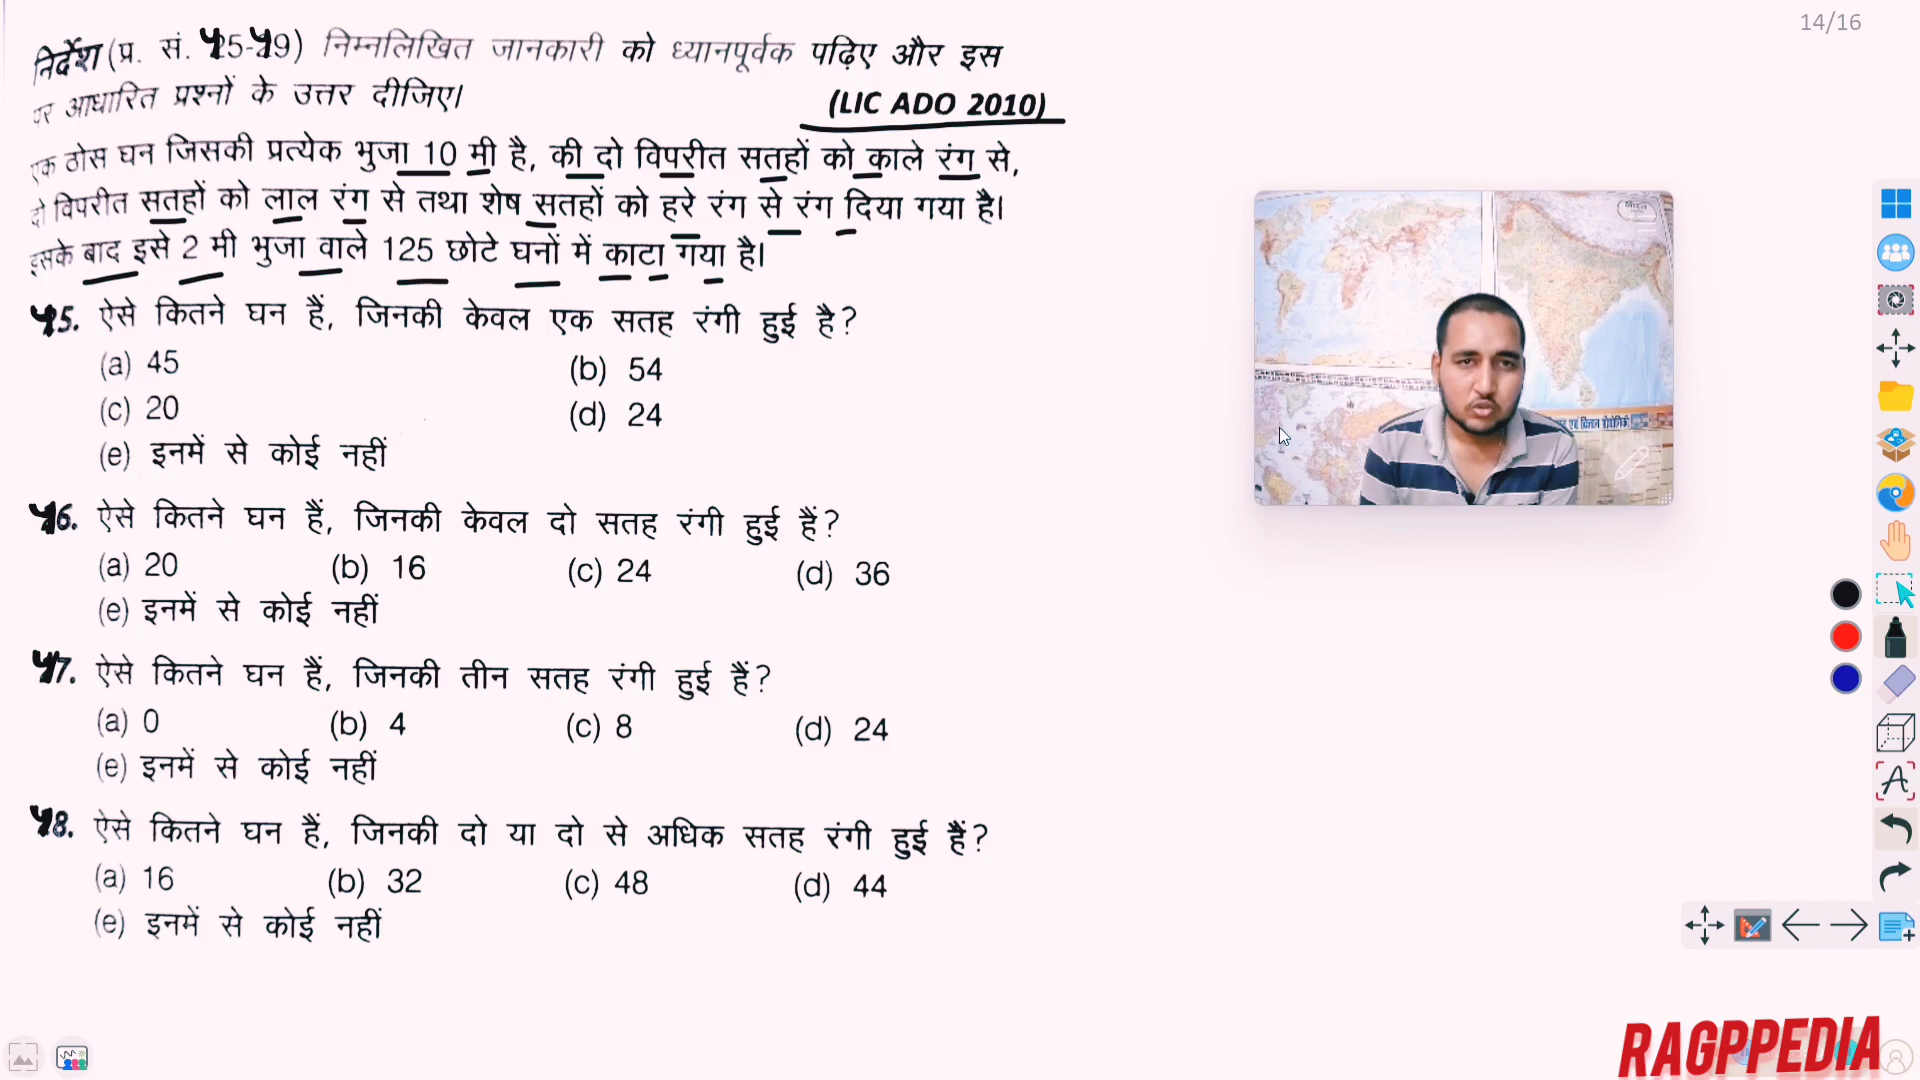 14/16
निर्देश (प्र. सं. 45-49) निम्नलिखित जानकारी को ध्यानपूर्वक पढ़िए और इस
पर आधारित प्रश्नों के उत्तर दीजिए।
(LIC ADO 2010)
एक ठोस घन जिसकी प्रत्येक भुजा 10 मी है, की दो विपरीत सतहों को काले रंग से,
दो विपरीत सतहों को लाल रंग से तथा शेष सतहों को हरे रंग से रंग दिया गया है।
इसके बाद इसे 2 मी भुजा वाले 125 छोटे घनों में काटा गया है।
45. ऐसे कितने घन हैं, जिनकी केवल एक सतह रंगी हुई है?
(a) 45 (b) 54
(c) 20 (d) 24
(e) इनमें से कोई नहीं
46. ऐसे कितने घन हैं, जिनकी केवल दो सतह रंगी हुई हैं?
(a) 20 (b) 16 (c) 24 (d) 36
(e) इनमें से कोई नहीं
47. ऐसे कितने घन हैं, जिनकी तीन सतह रंगी हुई हैं?
(a) 0 (b) 4 (c) 8 (d) 24
(e) इनमें से कोई नहीं
48. ऐसे कितने घन हैं, जिनकी दो या दो से अधिक सतह रंगी हुई हैं?
(a) 16 (b) 32 (c) 48 (d) 44
(e) इनमें से कोई नहीं
RAGPPEDIA